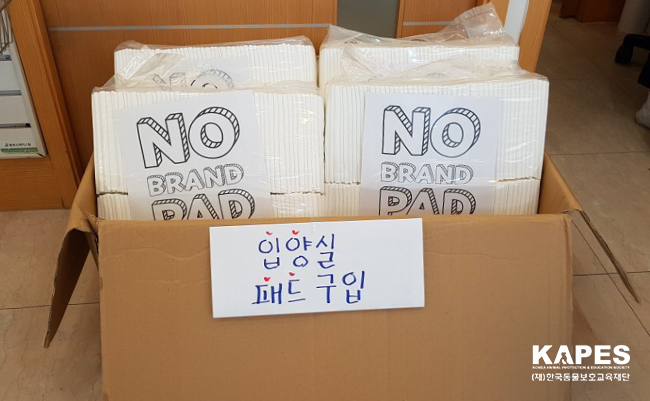 NO
BRAND
PAD
NO
BRAND
PAD
입양실
패드 구입
KAPES
KOREA ANIMAL PROTECTION & EDUCATION SOCIETY
(재)한국동물보호교육재단